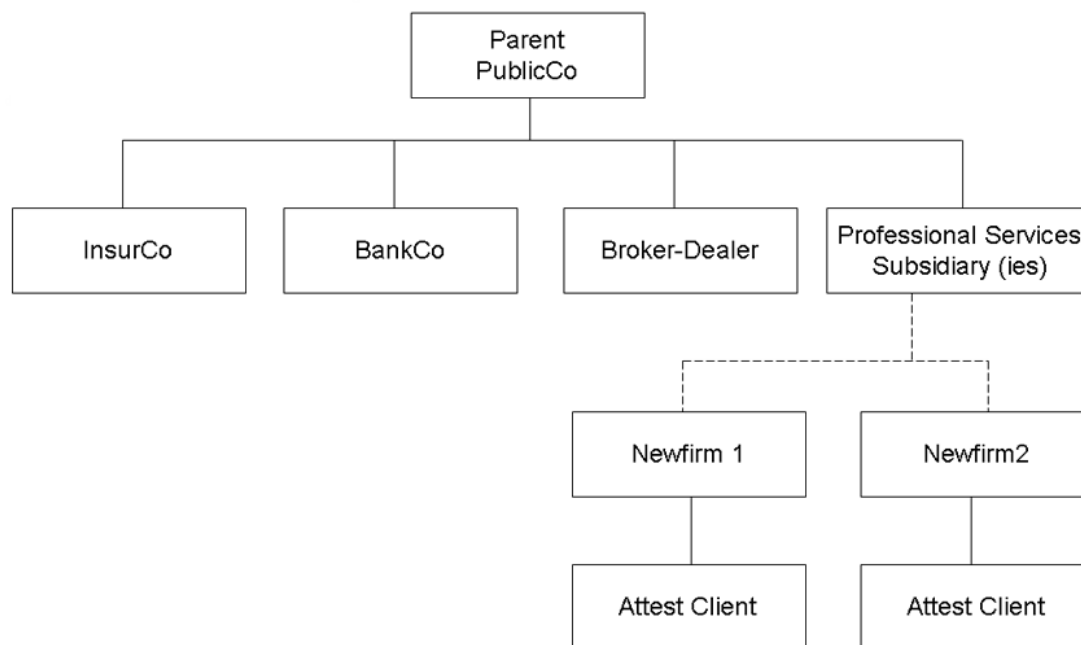 Parent
PublicCo
InsurCo
BankCo
Broker-Dealer
Professional Services
Subsidiary (ies)
Newfirm 1
Newfirm2
Attest Client
Attest Client